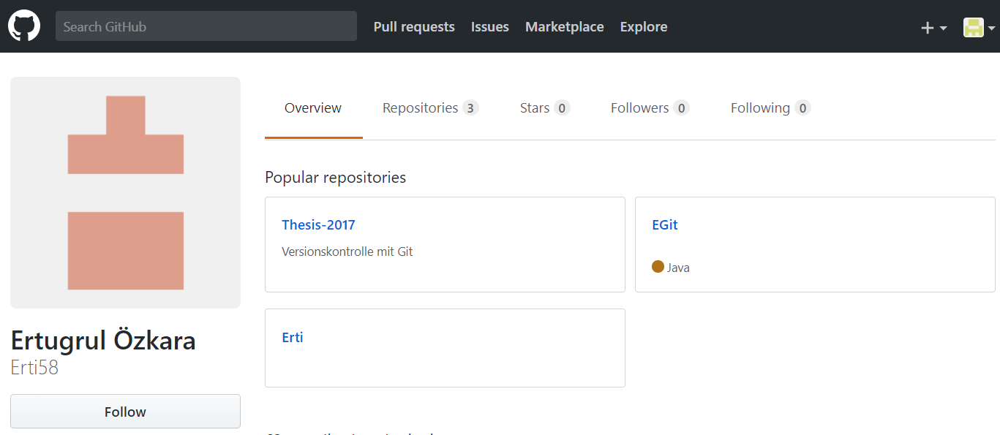 Search GitHub Pull requests Issues Marketplace Explore
Overview Repositories 3 Stars 0 Followers 0 Following 0
Popular repositories
Thesis-2017
Versionskontrolle mit Git
EGit
Java
Erti
Ertugrul Özkara
Erti58
Follow